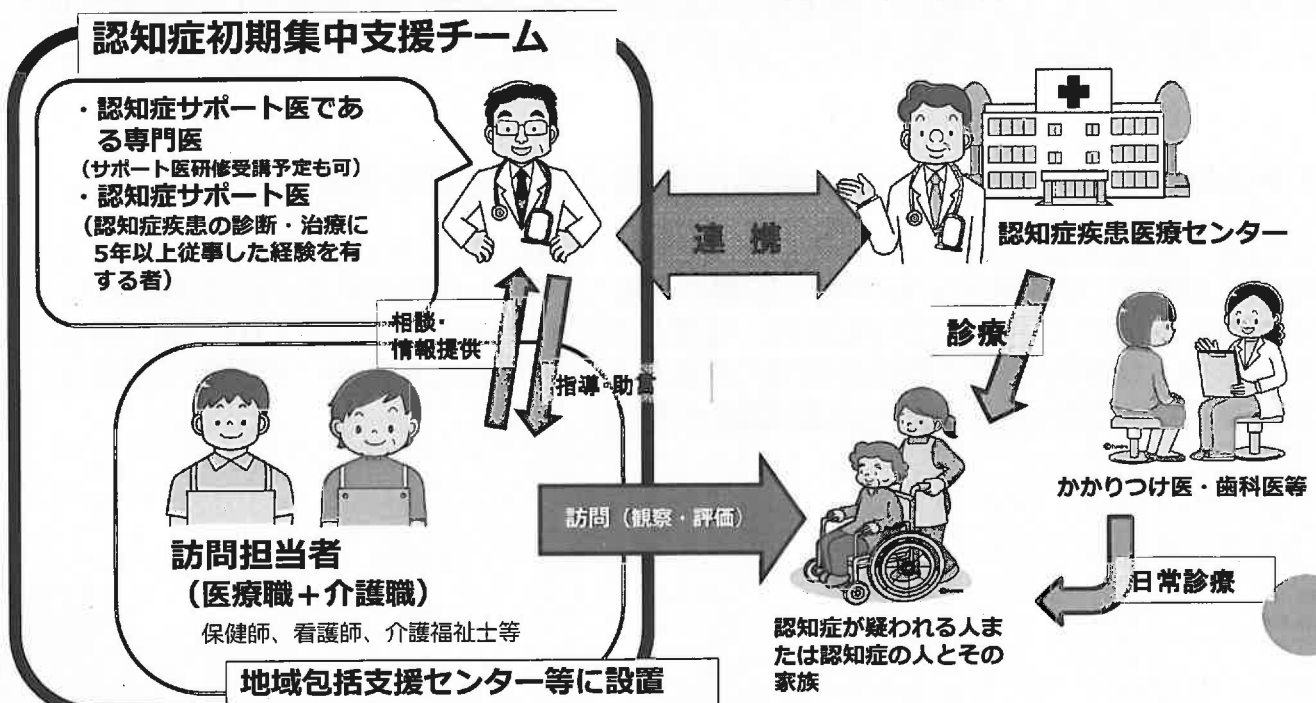 認知症初期集中支援チーム
・認知症サポート医であ
る専門医
(サポート医研修受講予定も可)
・認知症サポート医
(認知症疾患の診断・治療に
5年以上従事した経験を有
する者)
相談・
情報提供
指導・助言
訪問担当者
(医療職+介護職)
保健師、看護師、介護福祉士等
地域包括支援センター等に設置
連携
認知症疾患医療センター
診療
かかりつけ医・歯科医等
日常診療
訪問(観察・評価)
認知症が疑われる人ま
たは認知症の人とその
家族